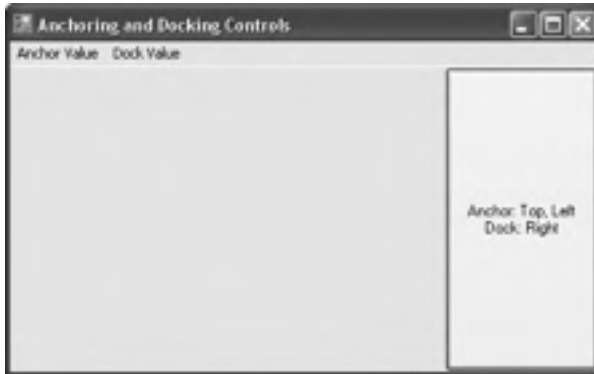 Anchoring and Docking Controls
Anchor Value Dock Value
Anchor: Top, Left
Dock: Right